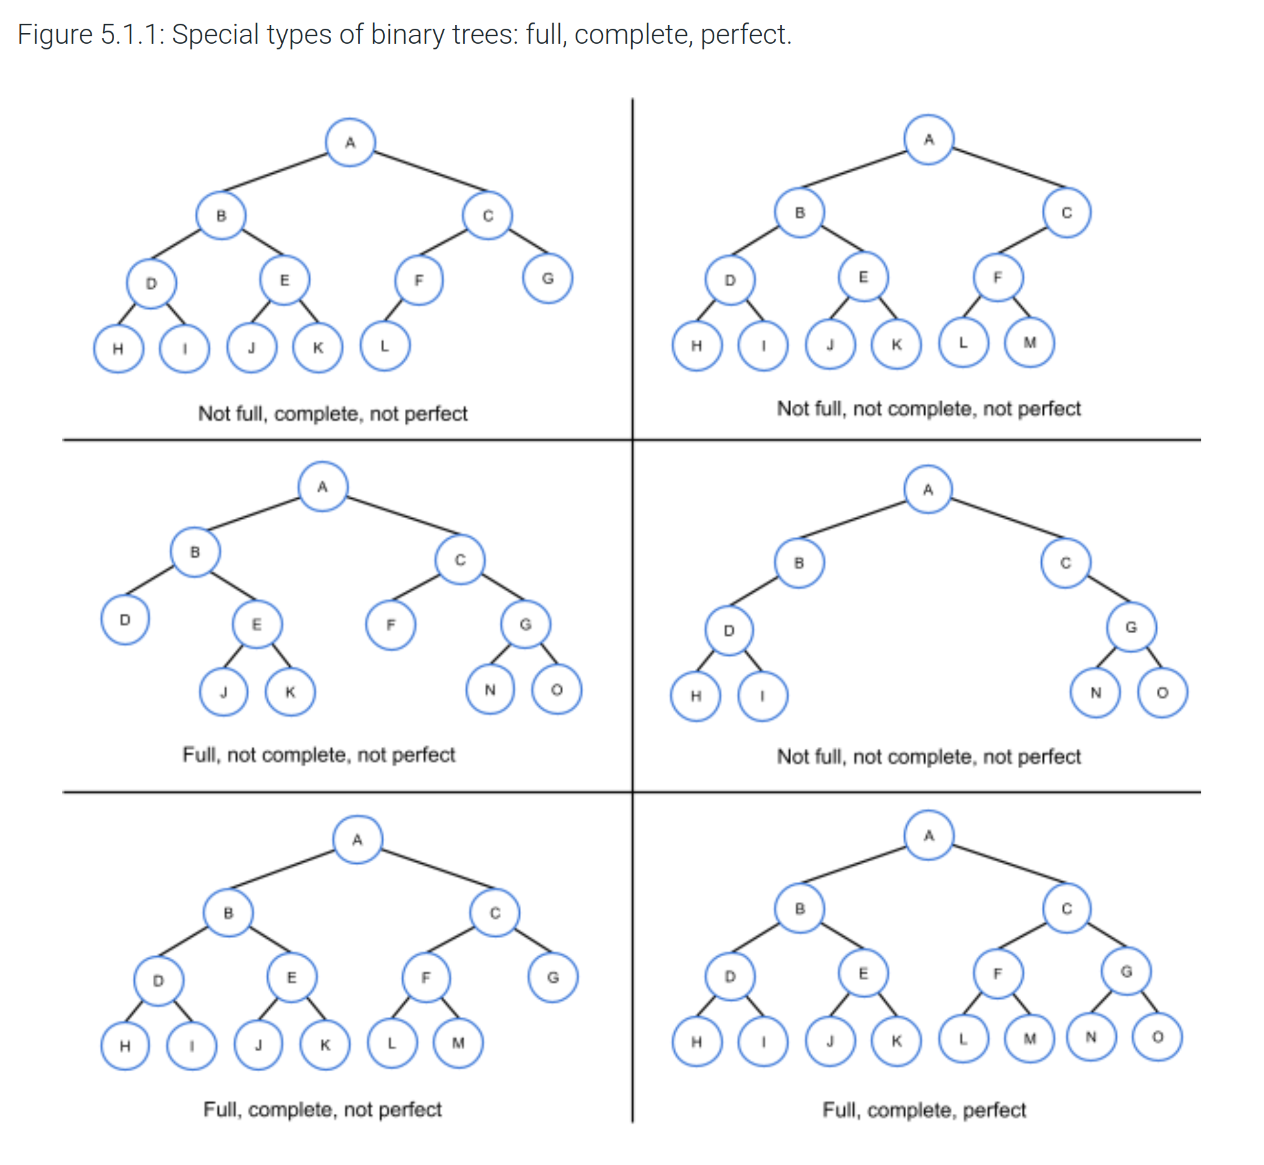 Figure 5.1.1: Special types of binary trees: full, complete, perfect.
A
B C
D E F G
H I J K L
Not full, complete, not perfect
A
B C
D E F
H I J K L M
Not full, not complete, not perfect
A
B C
D E F G
J K N O
Full, not complete, not perfect
A
B C
D G
H I N O
Not full, not complete, not perfect
A
B C
D E F G
H I J K L M
Full, complete, not perfect
A
B C
D E F G
H I J K L M N O
Full, complete, perfect